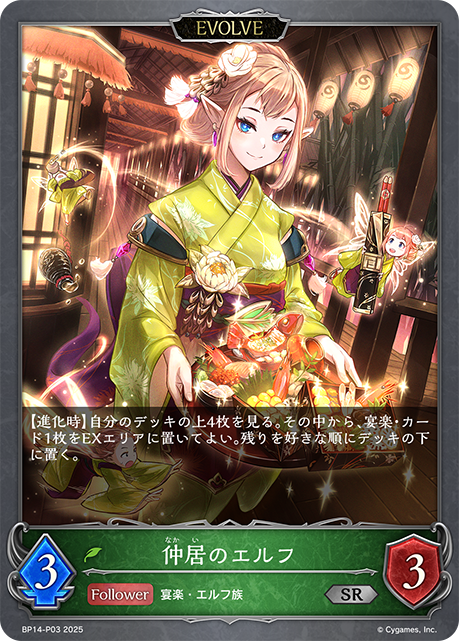 EVOLVE
【進化時】自分のデッキの上4枚を見る。その中から、宴楽・カー
ド1枚をEXエリアに置いてよい。残りを好きな順にデッキの下
に置く。
なかい
仲居のエルフ
3
Follower 宴楽・エルフ族
SR
3
BP14-P03 2025
© Cygames, Inc.